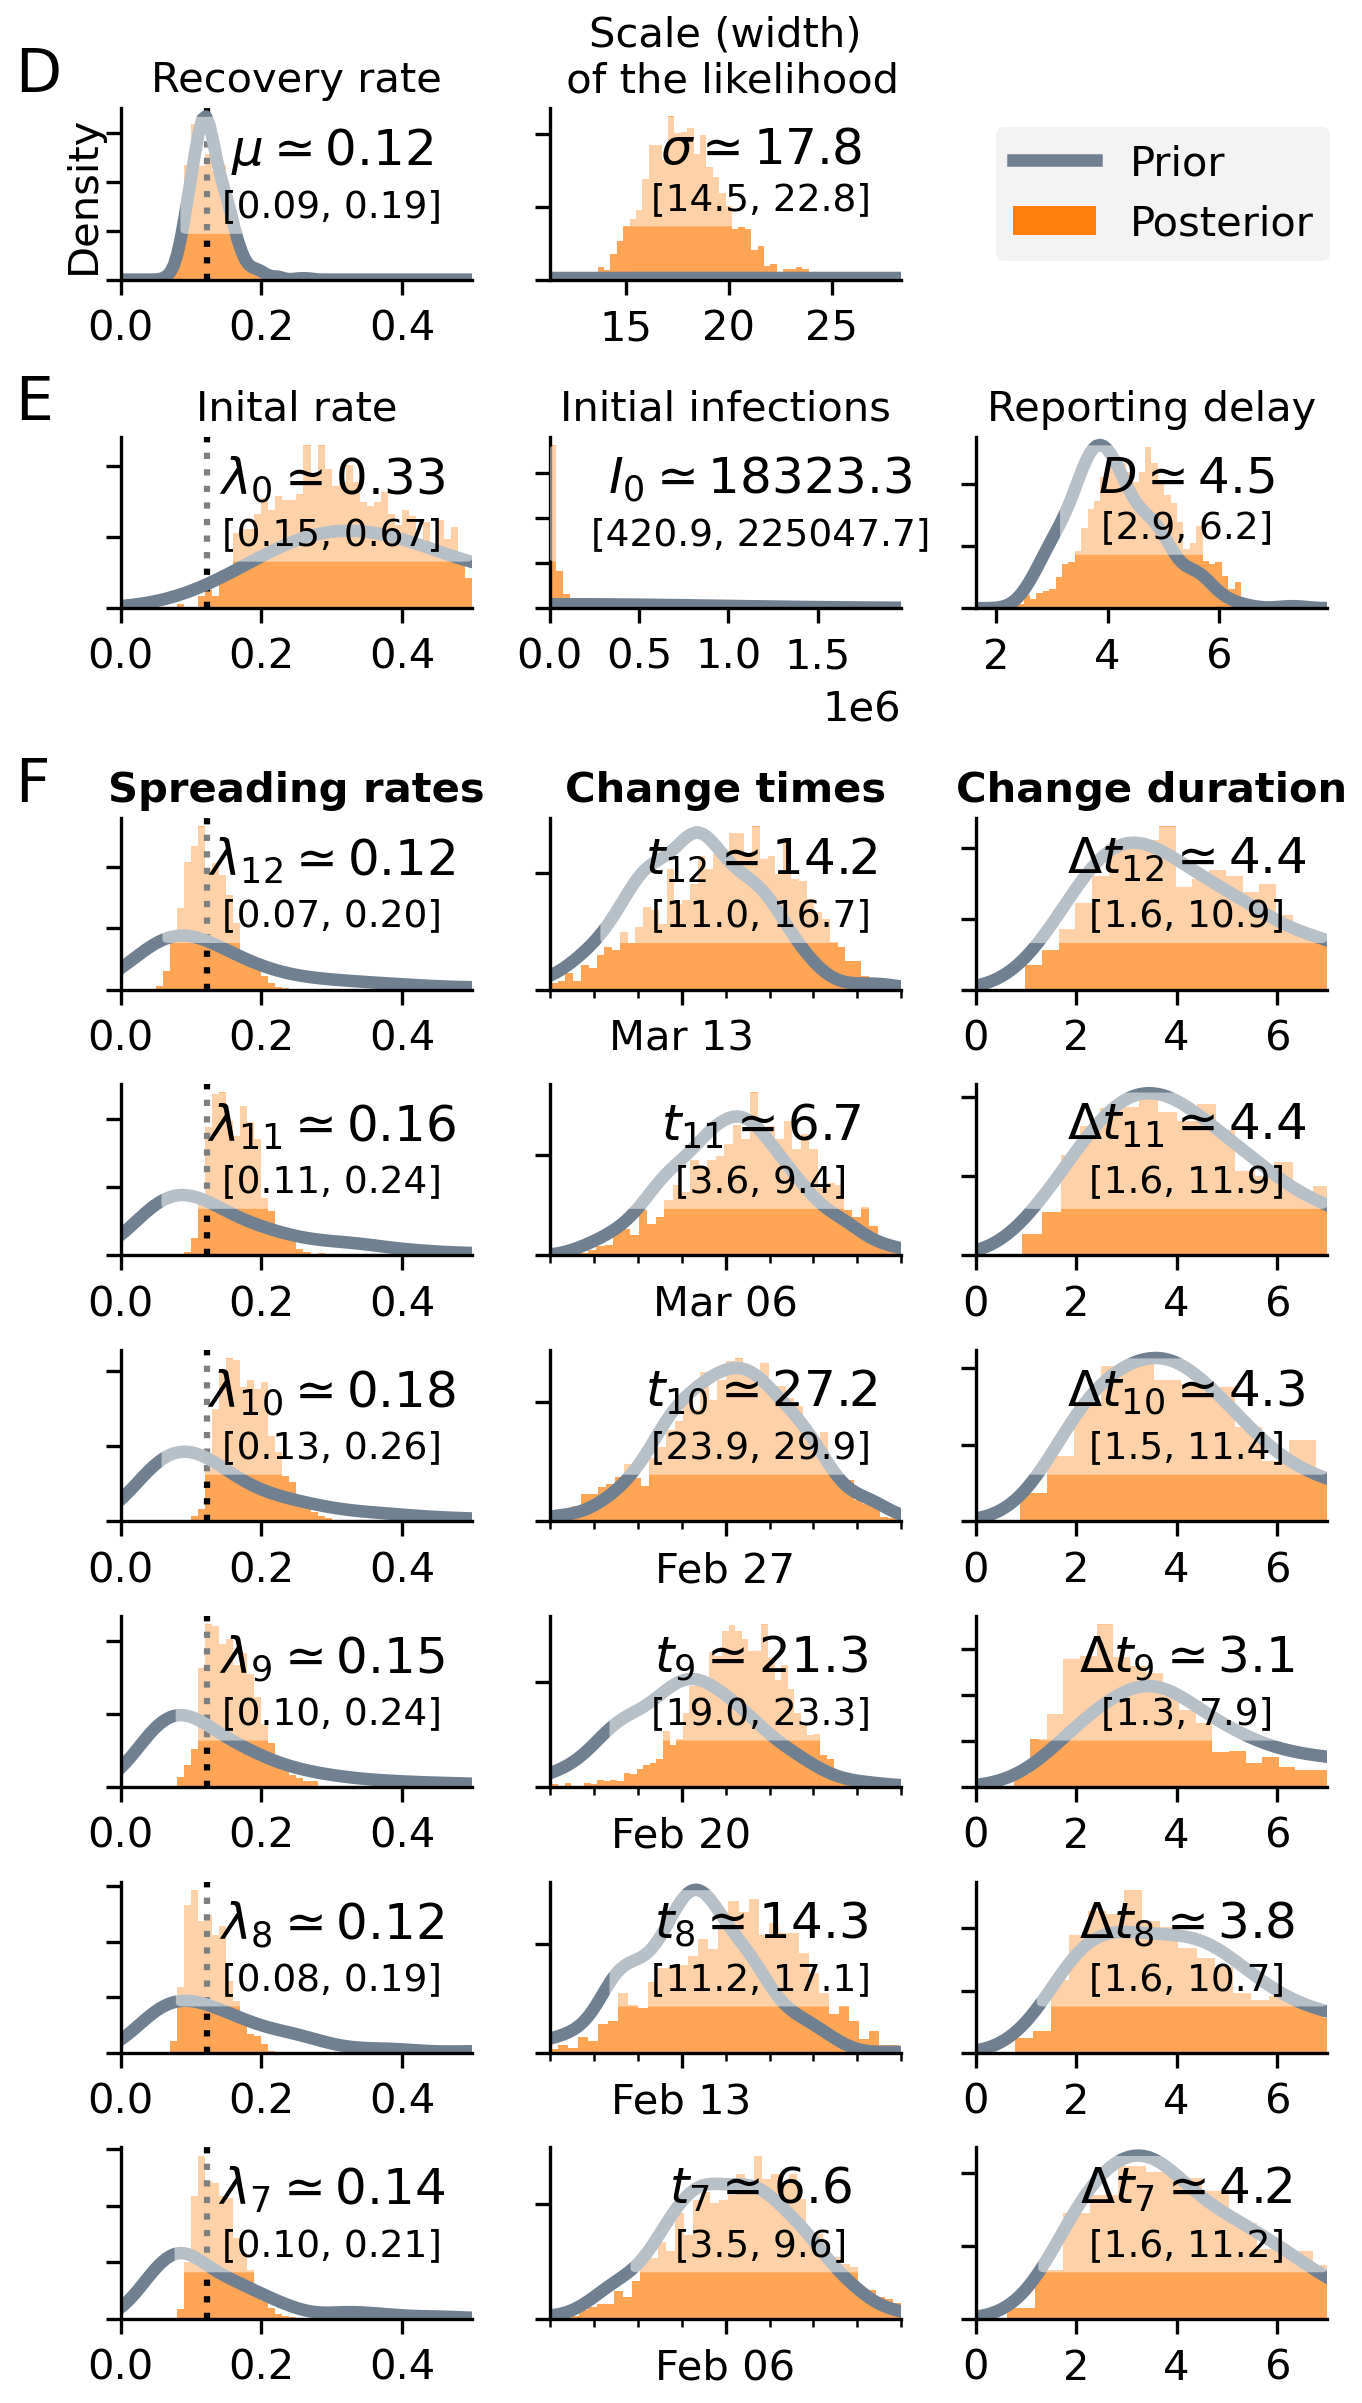 D
Recovery rate
Density
μ ≃ 0.12
[0.09, 0.19]
0.0 0.2 0.4
Scale (width)
of the likelihood
σ ≃ 17.8
[14.5, 22.8]
15 20 25
Prior
Posterior
E
Inital rate
λ0 ≃ 0.33
[0.15, 0.67]
0.0 0.2 0.4
Initial infections
I0 ≃ 18323.3
[420.9, 225047.7]
0.0 0.5 1.0 1.5
1e6
Reporting delay
D ≃ 4.5
[2.9, 6.2]
2 4 6
F
Spreading rates Change times Change duration
λ12 ≃ 0.12
[0.07, 0.20]
0.0 0.2 0.4
t12 ≃ 14.2
[11.0, 16.7]
Mar 13
Δt12 ≃ 4.4
[1.6, 10.9]
0 2 4 6
λ11 ≃ 0.16
[0.11, 0.24]
0.0 0.2 0.4
t11 ≃ 6.7
[3.6, 9.4]
Mar 06
Δt11 ≃ 4.4
[1.6, 11.9]
0 2 4 6
λ10 ≃ 0.18
[0.13, 0.26]
0.0 0.2 0.4
t10 ≃ 27.2
[23.9, 29.9]
Feb 27
Δt10 ≃ 4.3
[1.5, 11.4]
0 2 4 6
λ9 ≃ 0.15
[0.10, 0.24]
0.0 0.2 0.4
t9 ≃ 21.3
[19.0, 23.3]
Feb 20
Δt9 ≃ 3.1
[1.3, 7.9]
0 2 4 6
λ8 ≃ 0.12
[0.08, 0.19]
0.0 0.2 0.4
t8 ≃ 14.3
[11.2, 17.1]
Feb 13
Δt8 ≃ 3.8
[1.6, 10.7]
0 2 4 6
λ7 ≃ 0.14
[0.10, 0.21]
0.0 0.2 0.4
t7 ≃ 6.6
[3.5, 9.6]
Feb 06
Δt7 ≃ 4.2
[1.6, 11.2]
0 2 4 6